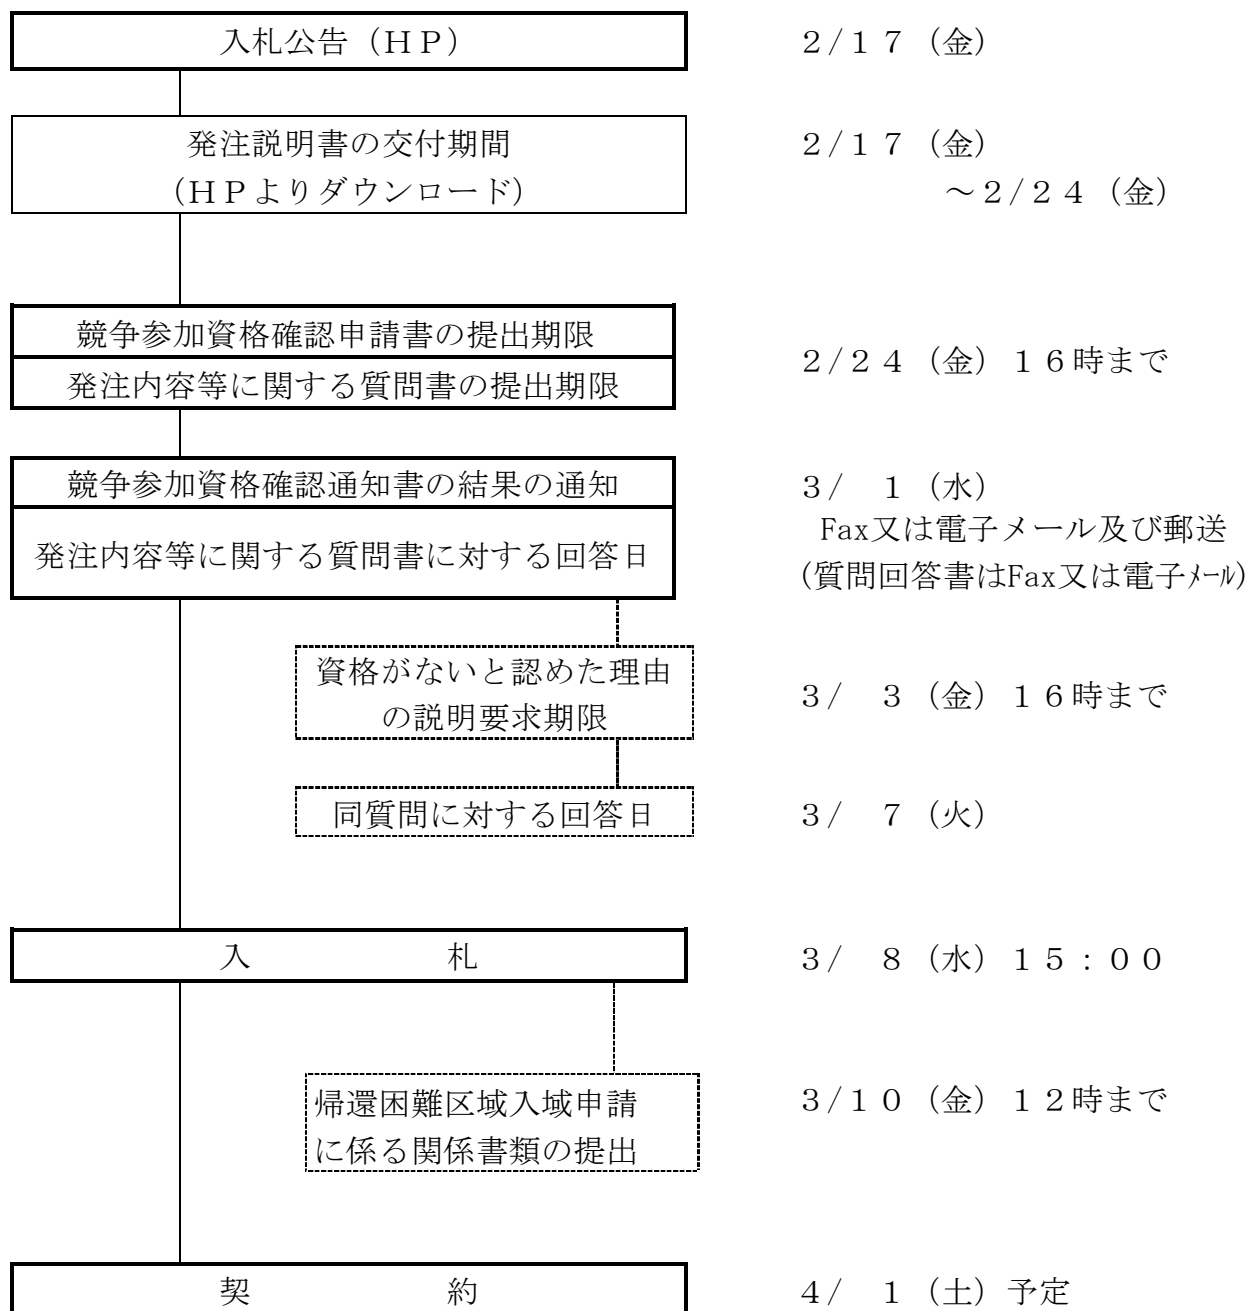 入札公告（ＨＰ）　２/１７（金）
発注説明書の交付期間　２/１７（金）
（ＨＰよりダウンロード）　～２/２４（金）
競争参加資格確認申請書の提出期限
２/２４（金）１６時まで
発注内容等に関する質問書の提出期限
競争参加資格確認通知書の結果の通知　３/　１（水）
Fax又は電子メール及び郵送
発注内容等に関する質問書に対する回答日
(質問回答書はFax又は電子ﾒｰﾙ)
資格がないと認めた理由
の説明要求期限
３/　３（金）１６時まで
同質問に対する回答日　３/　７（火）
入　　　　　　　札　３/　８（水）１５：００
帰還困難区域入域申請　３/１０（金）１２時まで
に係る関係書類の提出
契　　　　　　　約　４/　１（土）予定